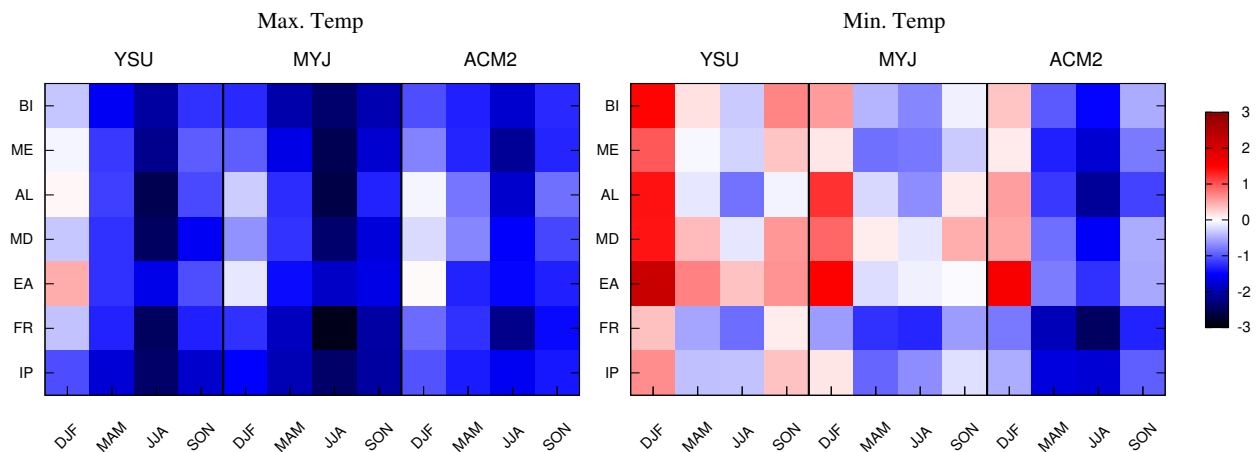 Max. Temp
Min. Temp
YSU MYJ ACM2
YSU MYJ ACM2
BI
ME
AL
MD
EA
FR
IP
DJF MAM JJA SON DJF MAM JJA SON DJF MAM JJA SON
BI
ME
AL
MD
EA
FR
IP
DJF MAM JJA SON DJF MAM JJA SON DJF MAM JJA SON
3
2
1
0
-1
-2
-3